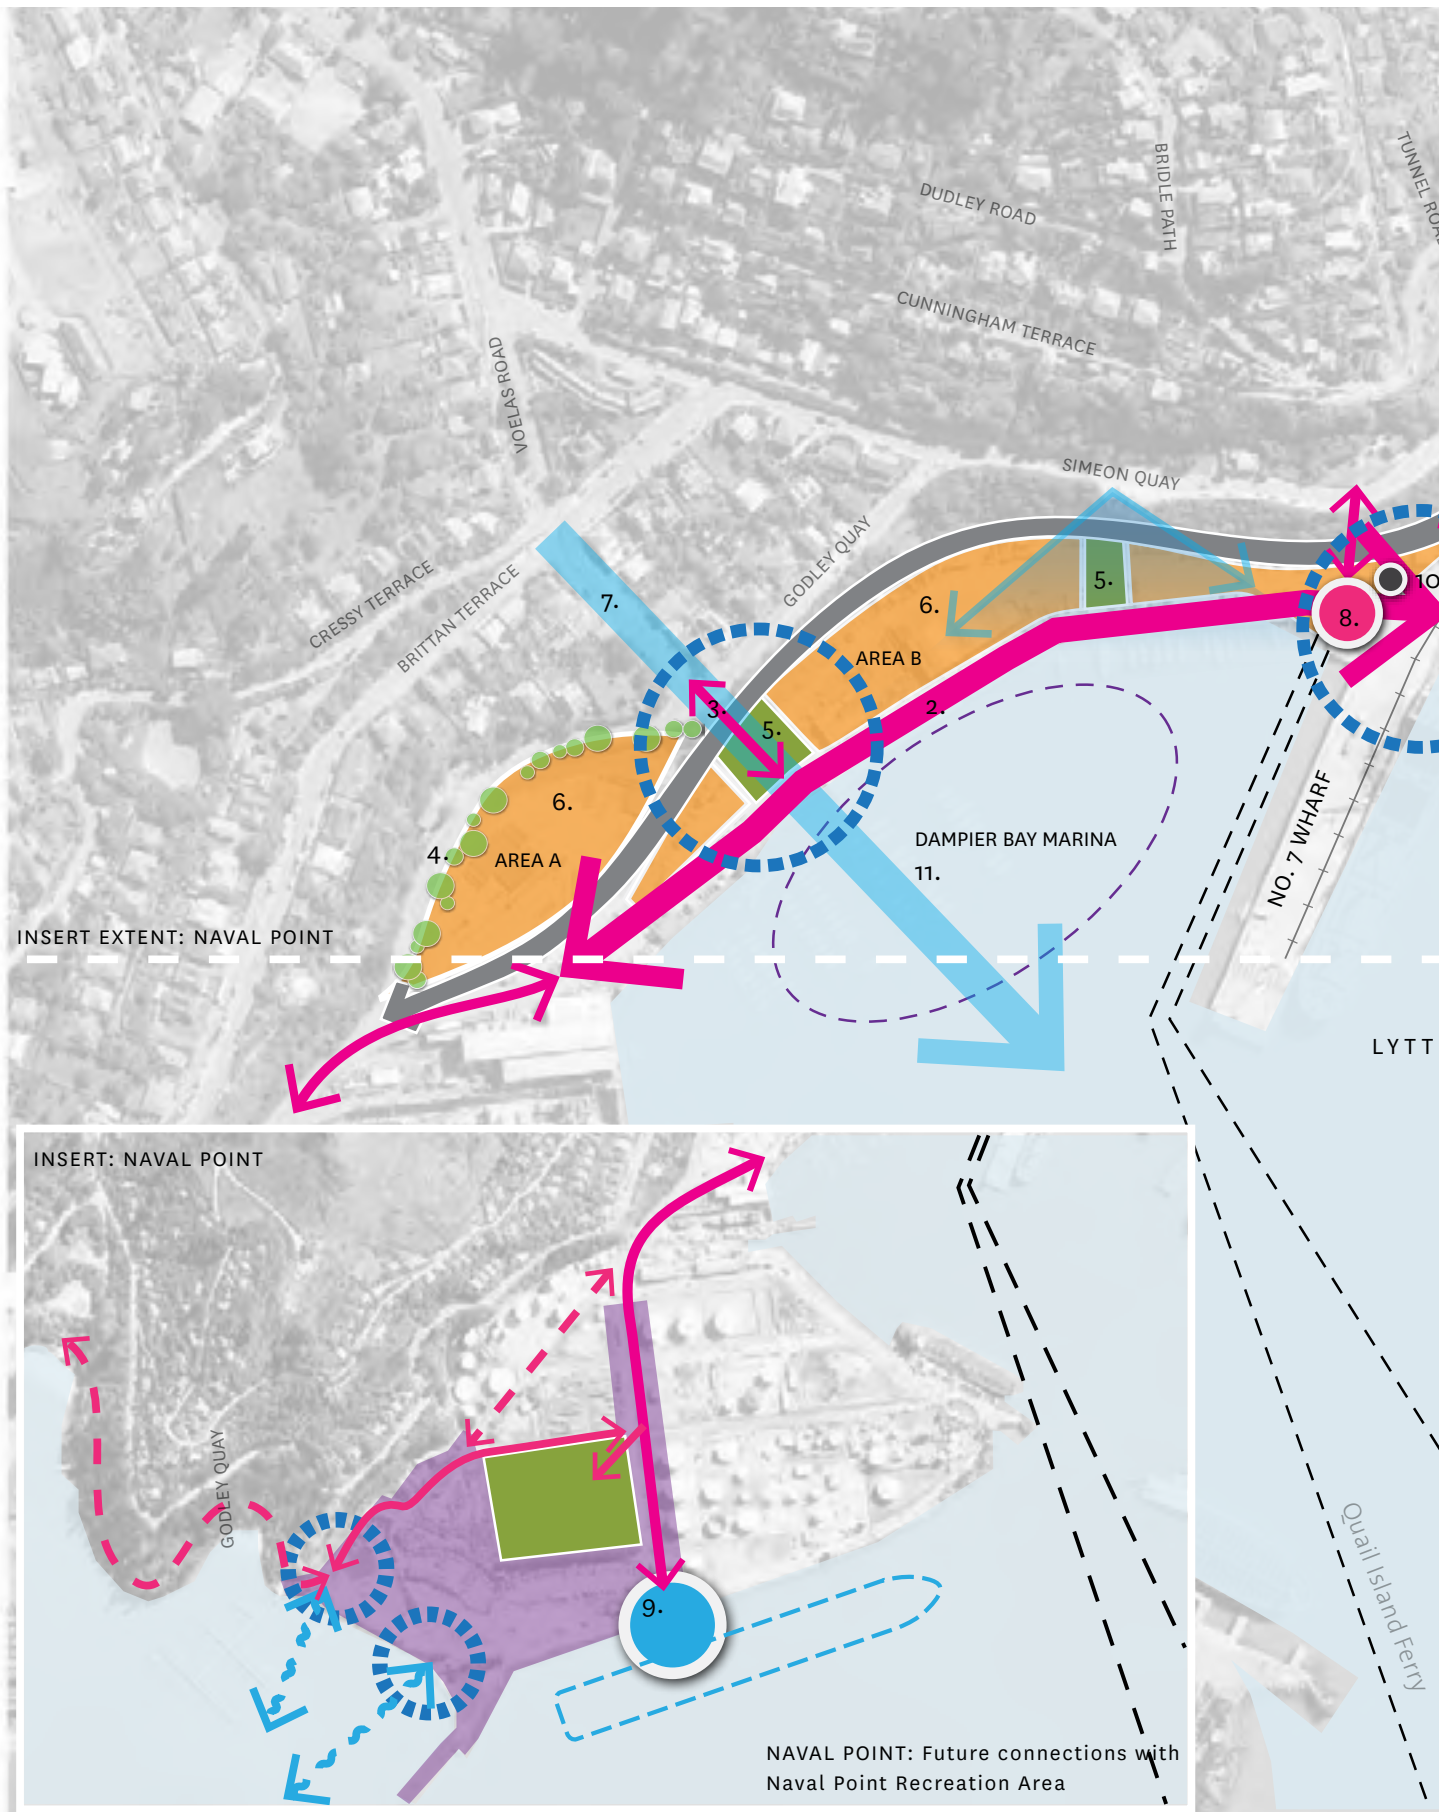 DUDLEY ROAD
BRIDLE PATH
CUNNINGHAM TERRACE
VOELAS ROAD
SIMEON QUAY
GODLEY QUAY
CRESSY TERRACE
BRITTAN TERRACE
7.
5.
6.
10
8.
AREA B
3.
5.
2.
6.
4.
AREA A
DAMPIER BAY MARINA
11.
NO. 7 WHARF
INSERT EXTENT: NAVAL POINT
LYTT
INSERT: NAVAL POINT
GODLEY QUAY
9.
Quail Island Ferry
NAVAL POINT: Future connections with
Naval Point Recreation Area